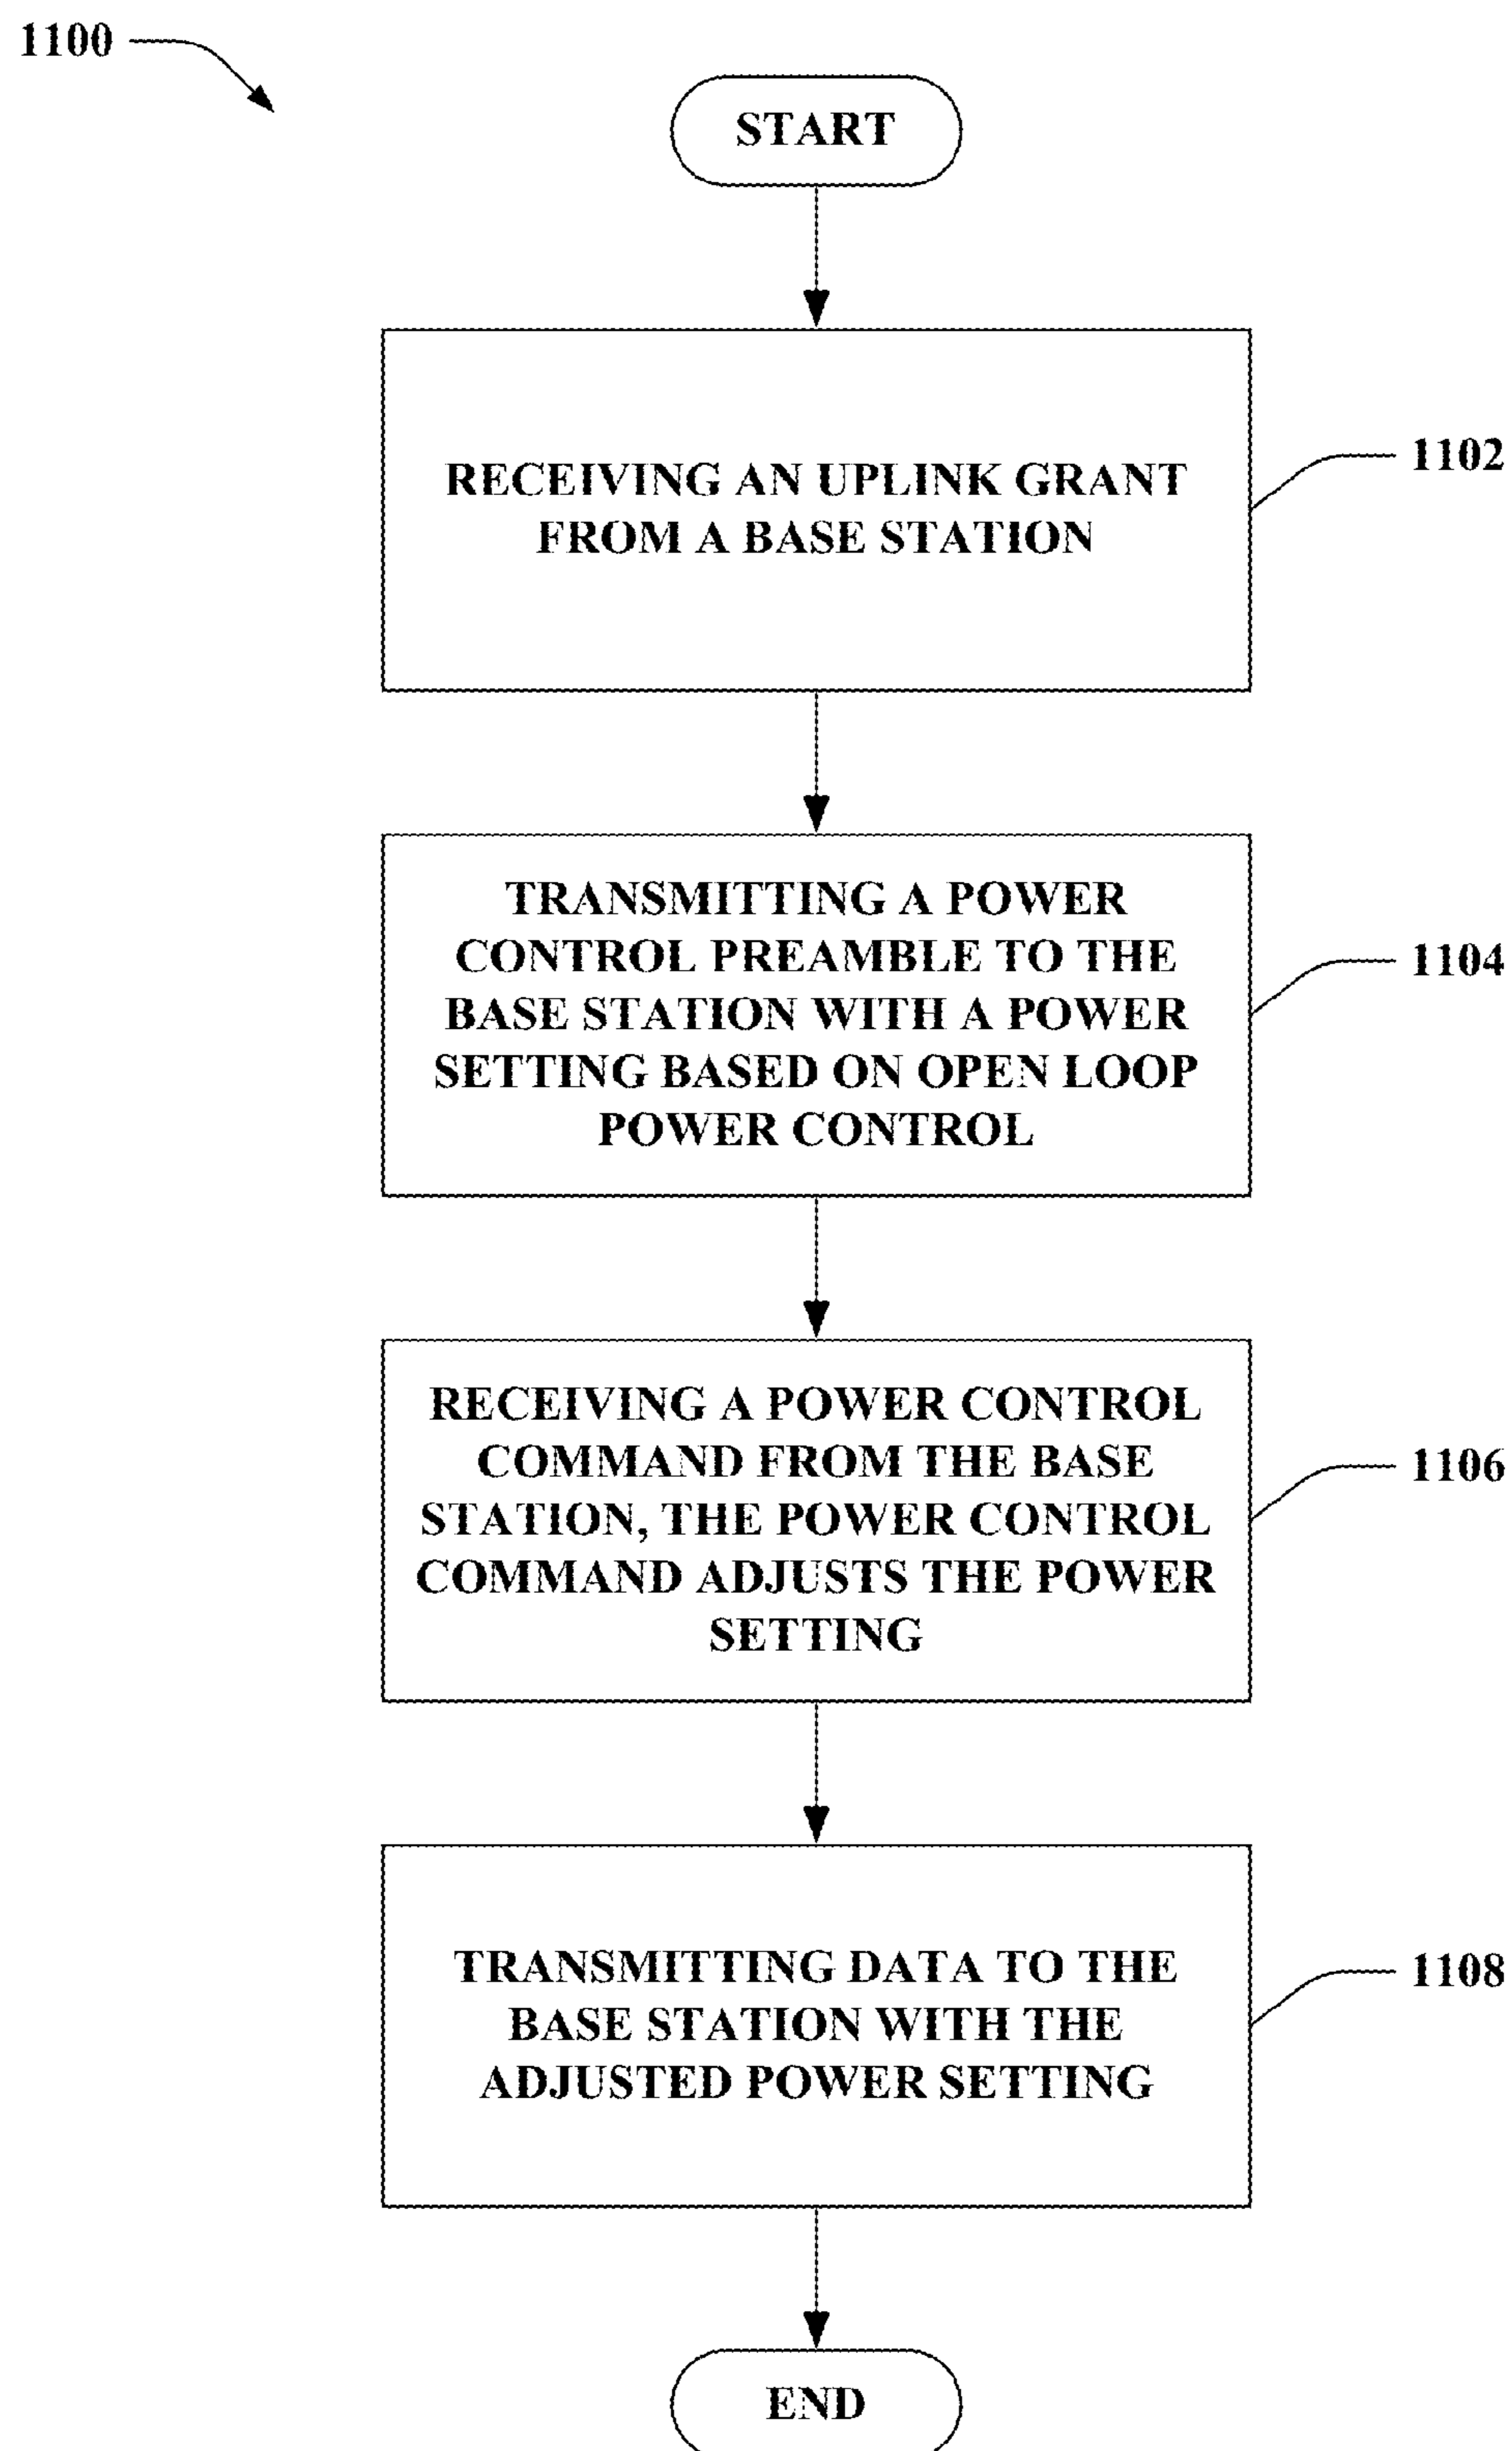 1100
START
RECEIVING AN UPLINK GRANT
FROM A BASE STATION
1102
TRANSMITTING A POWER
CONTROL PREAMBLE TO THE
BASE STATION WITH A POWER
SETTING BASED ON OPEN LOOP
POWER CONTROL
1104
RECEIVING A POWER CONTROL
COMMAND FROM THE BASE
STATION, THE POWER CONTROL
COMMAND ADJUSTS THE POWER
SETTING
1106
TRANSMITTING DATA TO THE
BASE STATION WITH THE
ADJUSTED POWER SETTING
1108
END